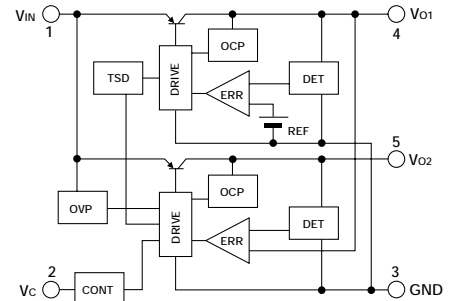 VIN
1
VO1
4
OCP
DRIVE
TSD
ERR
DET
REF
5
VO2
OCP
OVP
DRIVE
ERR
DET
2
VC
CONT
3
GND